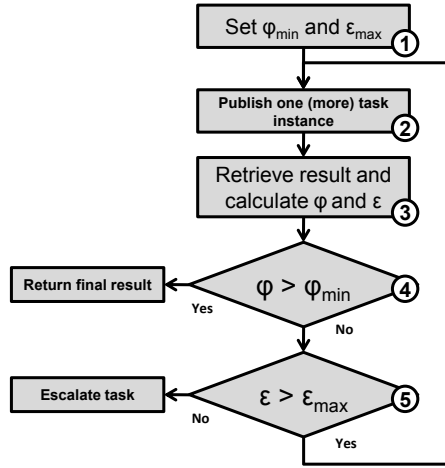 Set φmin and εmax
1
Publish one (more) task
instance
2
Retrieve result and
calculate φ and ε
3
φ > φmin
4
Return final result
Yes
No
ε > εmax
5
Escalate task
No
Yes